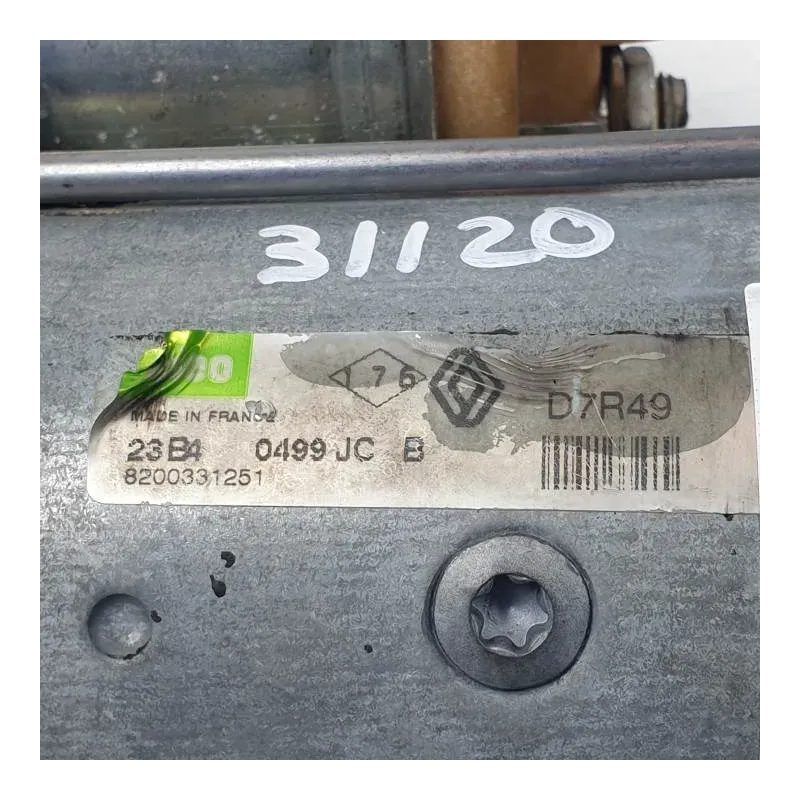 31120
176
D7R49
MADE IN FRANCE
23B4 0499 JC B
8200331251